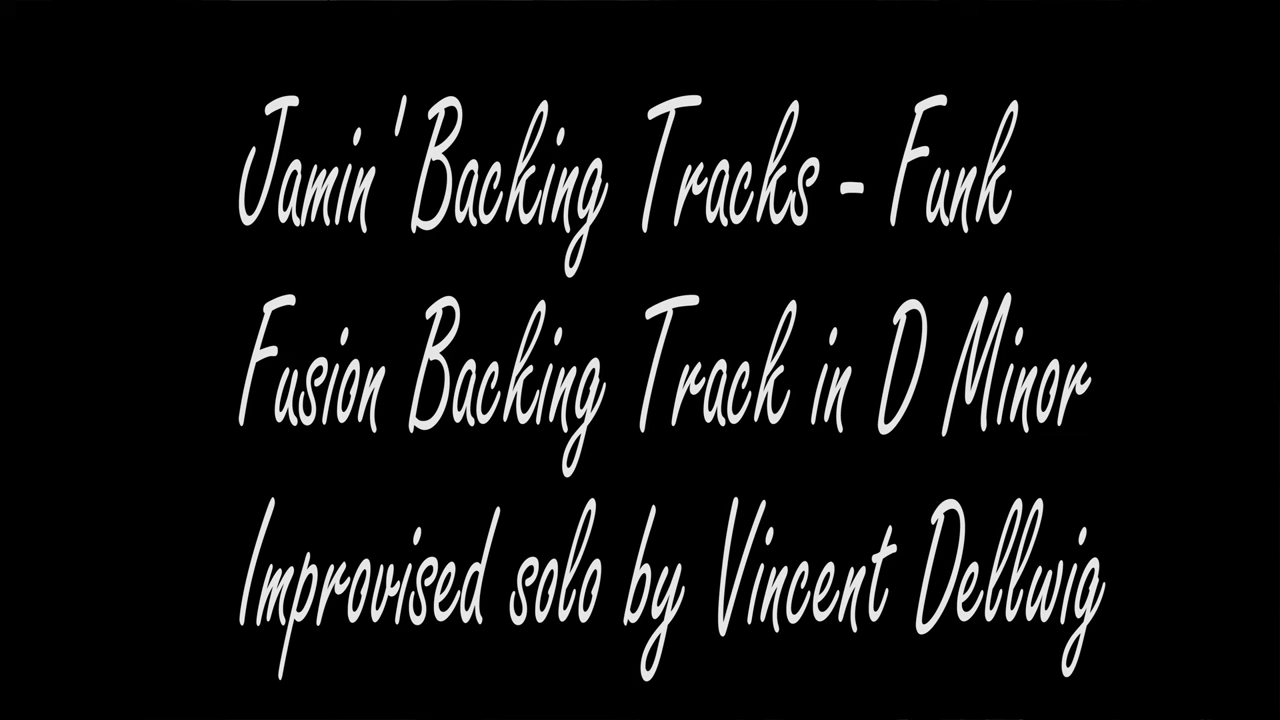 Jamin' Backing Tracks - Funk
Fusion Backing Track in D Minor
Improvised solo by Vincent Dellwig